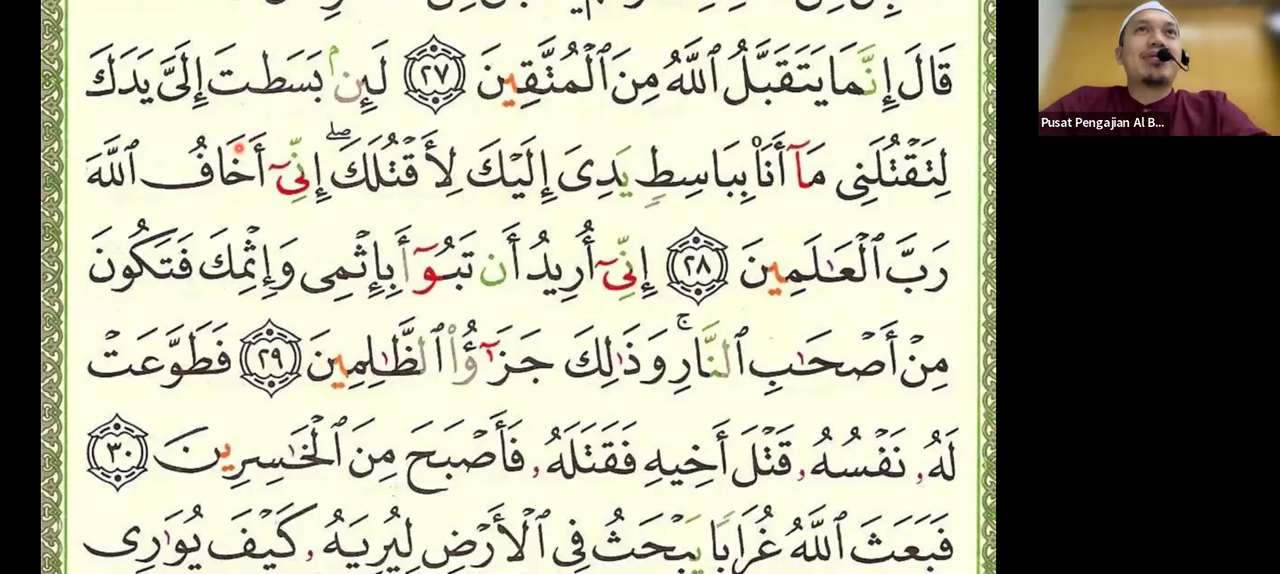 قَالَ إِنَّمَا يَتَقَبَّلُ ٱللَّهُ مِنَ ٱلْمُتَّقِينَ ٢٧ لَئِنۢ بَسَطتَ إِلَىَّ يَدَكَ
لِتَقْتُلَنِى مَآ أَنَا۠ بِبَاسِطٍ يَدِىَ إِلَيْكَ لِأَقْتُلَكَ ۖ إِنِّىٓ أَخَافُ ٱللَّهَ
رَبَّ ٱلْعَـٰلَمِينَ ٢٨ إِنِّىٓ أُرِيدُ أَن تَبُوٓأَ بِإِثْمِى وَإِثْمِكَ فَتَكُونَ
مِنْ أَصْحَـٰبِ ٱلنَّارِ ۚ وَذَٰلِكَ جَزَٰٓؤُا۟ ٱلظَّـٰلِمِينَ ٢٩ فَطَوَّعَتْ
لَهُۥ نَفْسُهُۥ قَتْلَ أَخِيهِ فَقَتَلَهُۥ فَأَصْبَحَ مِنَ ٱلْخَـٰسِرِينَ ٣٠
فَبَعَثَ ٱللَّهُ غُرَابًا يَبْحَثُ فِى ٱلْأَرْضِ لِيُرِيَهُۥ كَيْفَ يُوَٰرِى
Pusat Pengajian Al B...